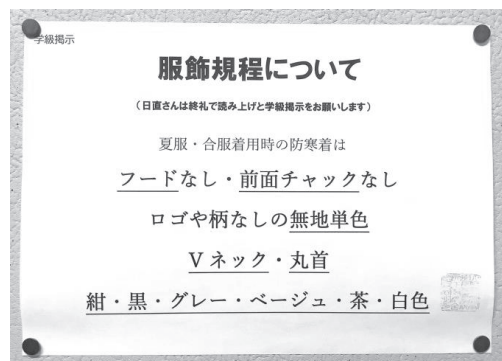 学級掲示
服飾規程について
(日直さんは終礼で読み上げと学級掲示をお願いします)
夏服・合服着用時の防寒着は
フードなし・前面チャックなし
ロゴや柄なしの無地単色
Vネック・丸首
紺・黒・グレー・ベージュ・茶・白色